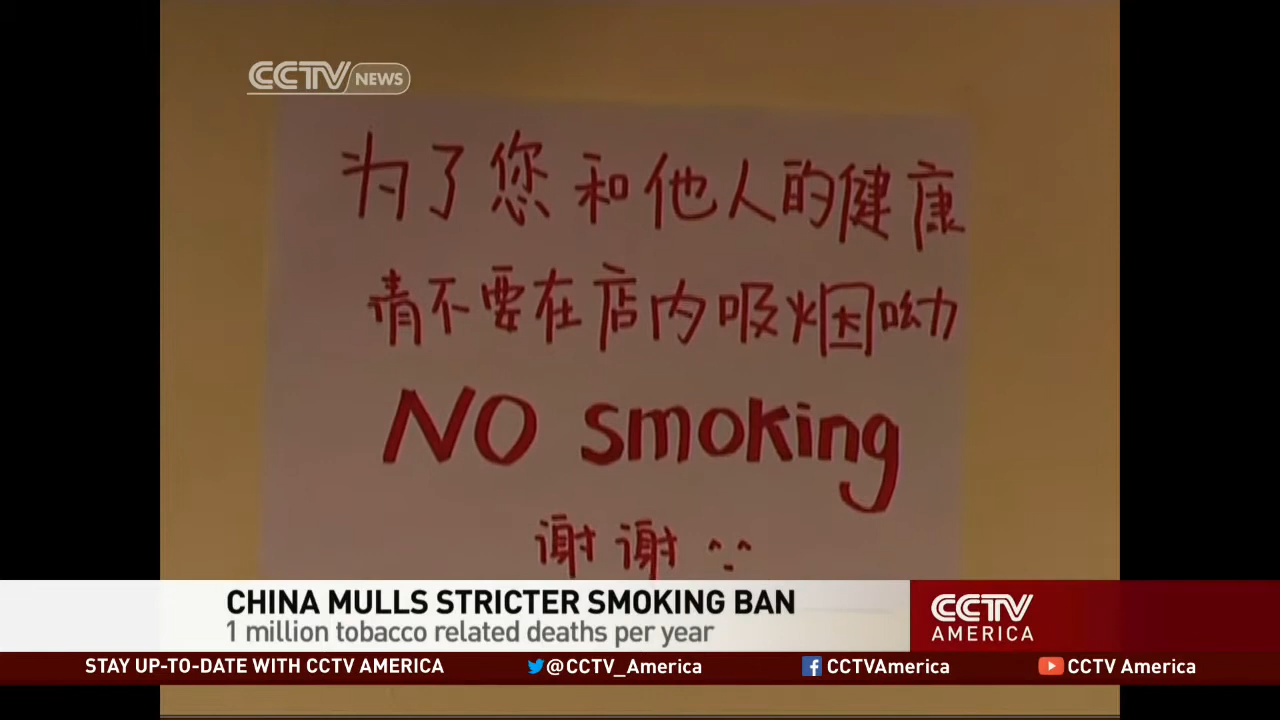 CCTV NEWS
为了您和他人的健康
请不要在店内吸烟呦
NO smoking
谢谢
CHINA MULLS STRICTER SMOKING BAN
1 million tobacco related deaths per year
CCTV
AMERICA
STAY UP-TO-DATE WITH CCTV AMERICA @CCTV_America CCTVAmerica CCTV America